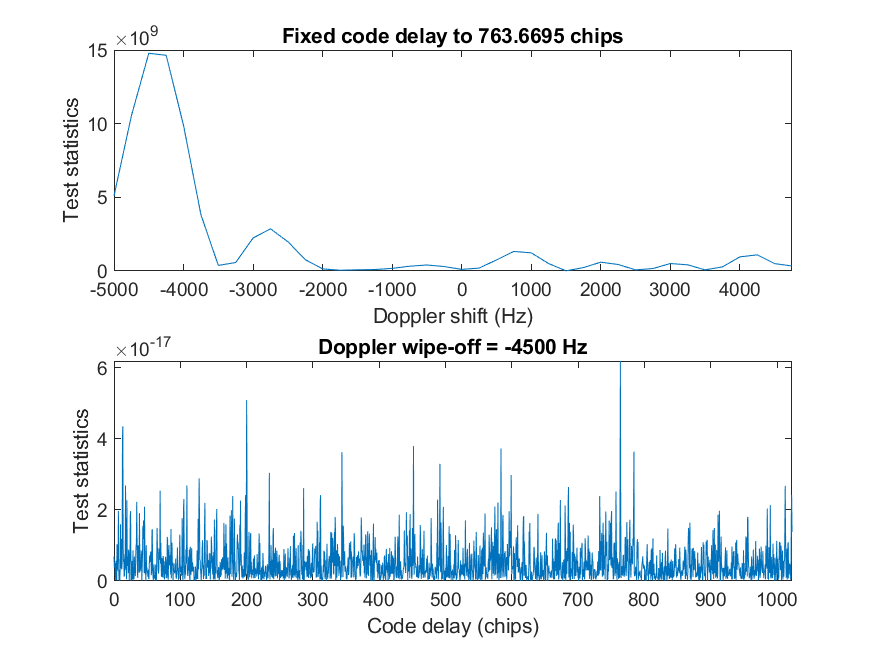 ×10⁹
Fixed code delay to 763.6695 chips
15
10
5
0
Test statistics
-5000 -4000 -3000 -2000 -1000 0 1000 2000 3000 4000
Doppler shift (Hz)
×10⁻¹⁷
Doppler wipe-off = -4500 Hz
6
4
2
0
Test statistics
0 100 200 300 400 500 600 700 800 900 1000
Code delay (chips)